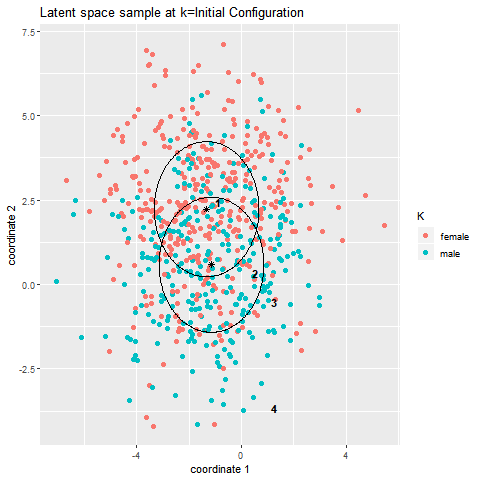 Latent space sample at k=Initial Configuration
7.5
5.0
2.5
0.0
-2.5
coordinate 2
1
2
3
4
-4
0
4
coordinate 1
K
female
male